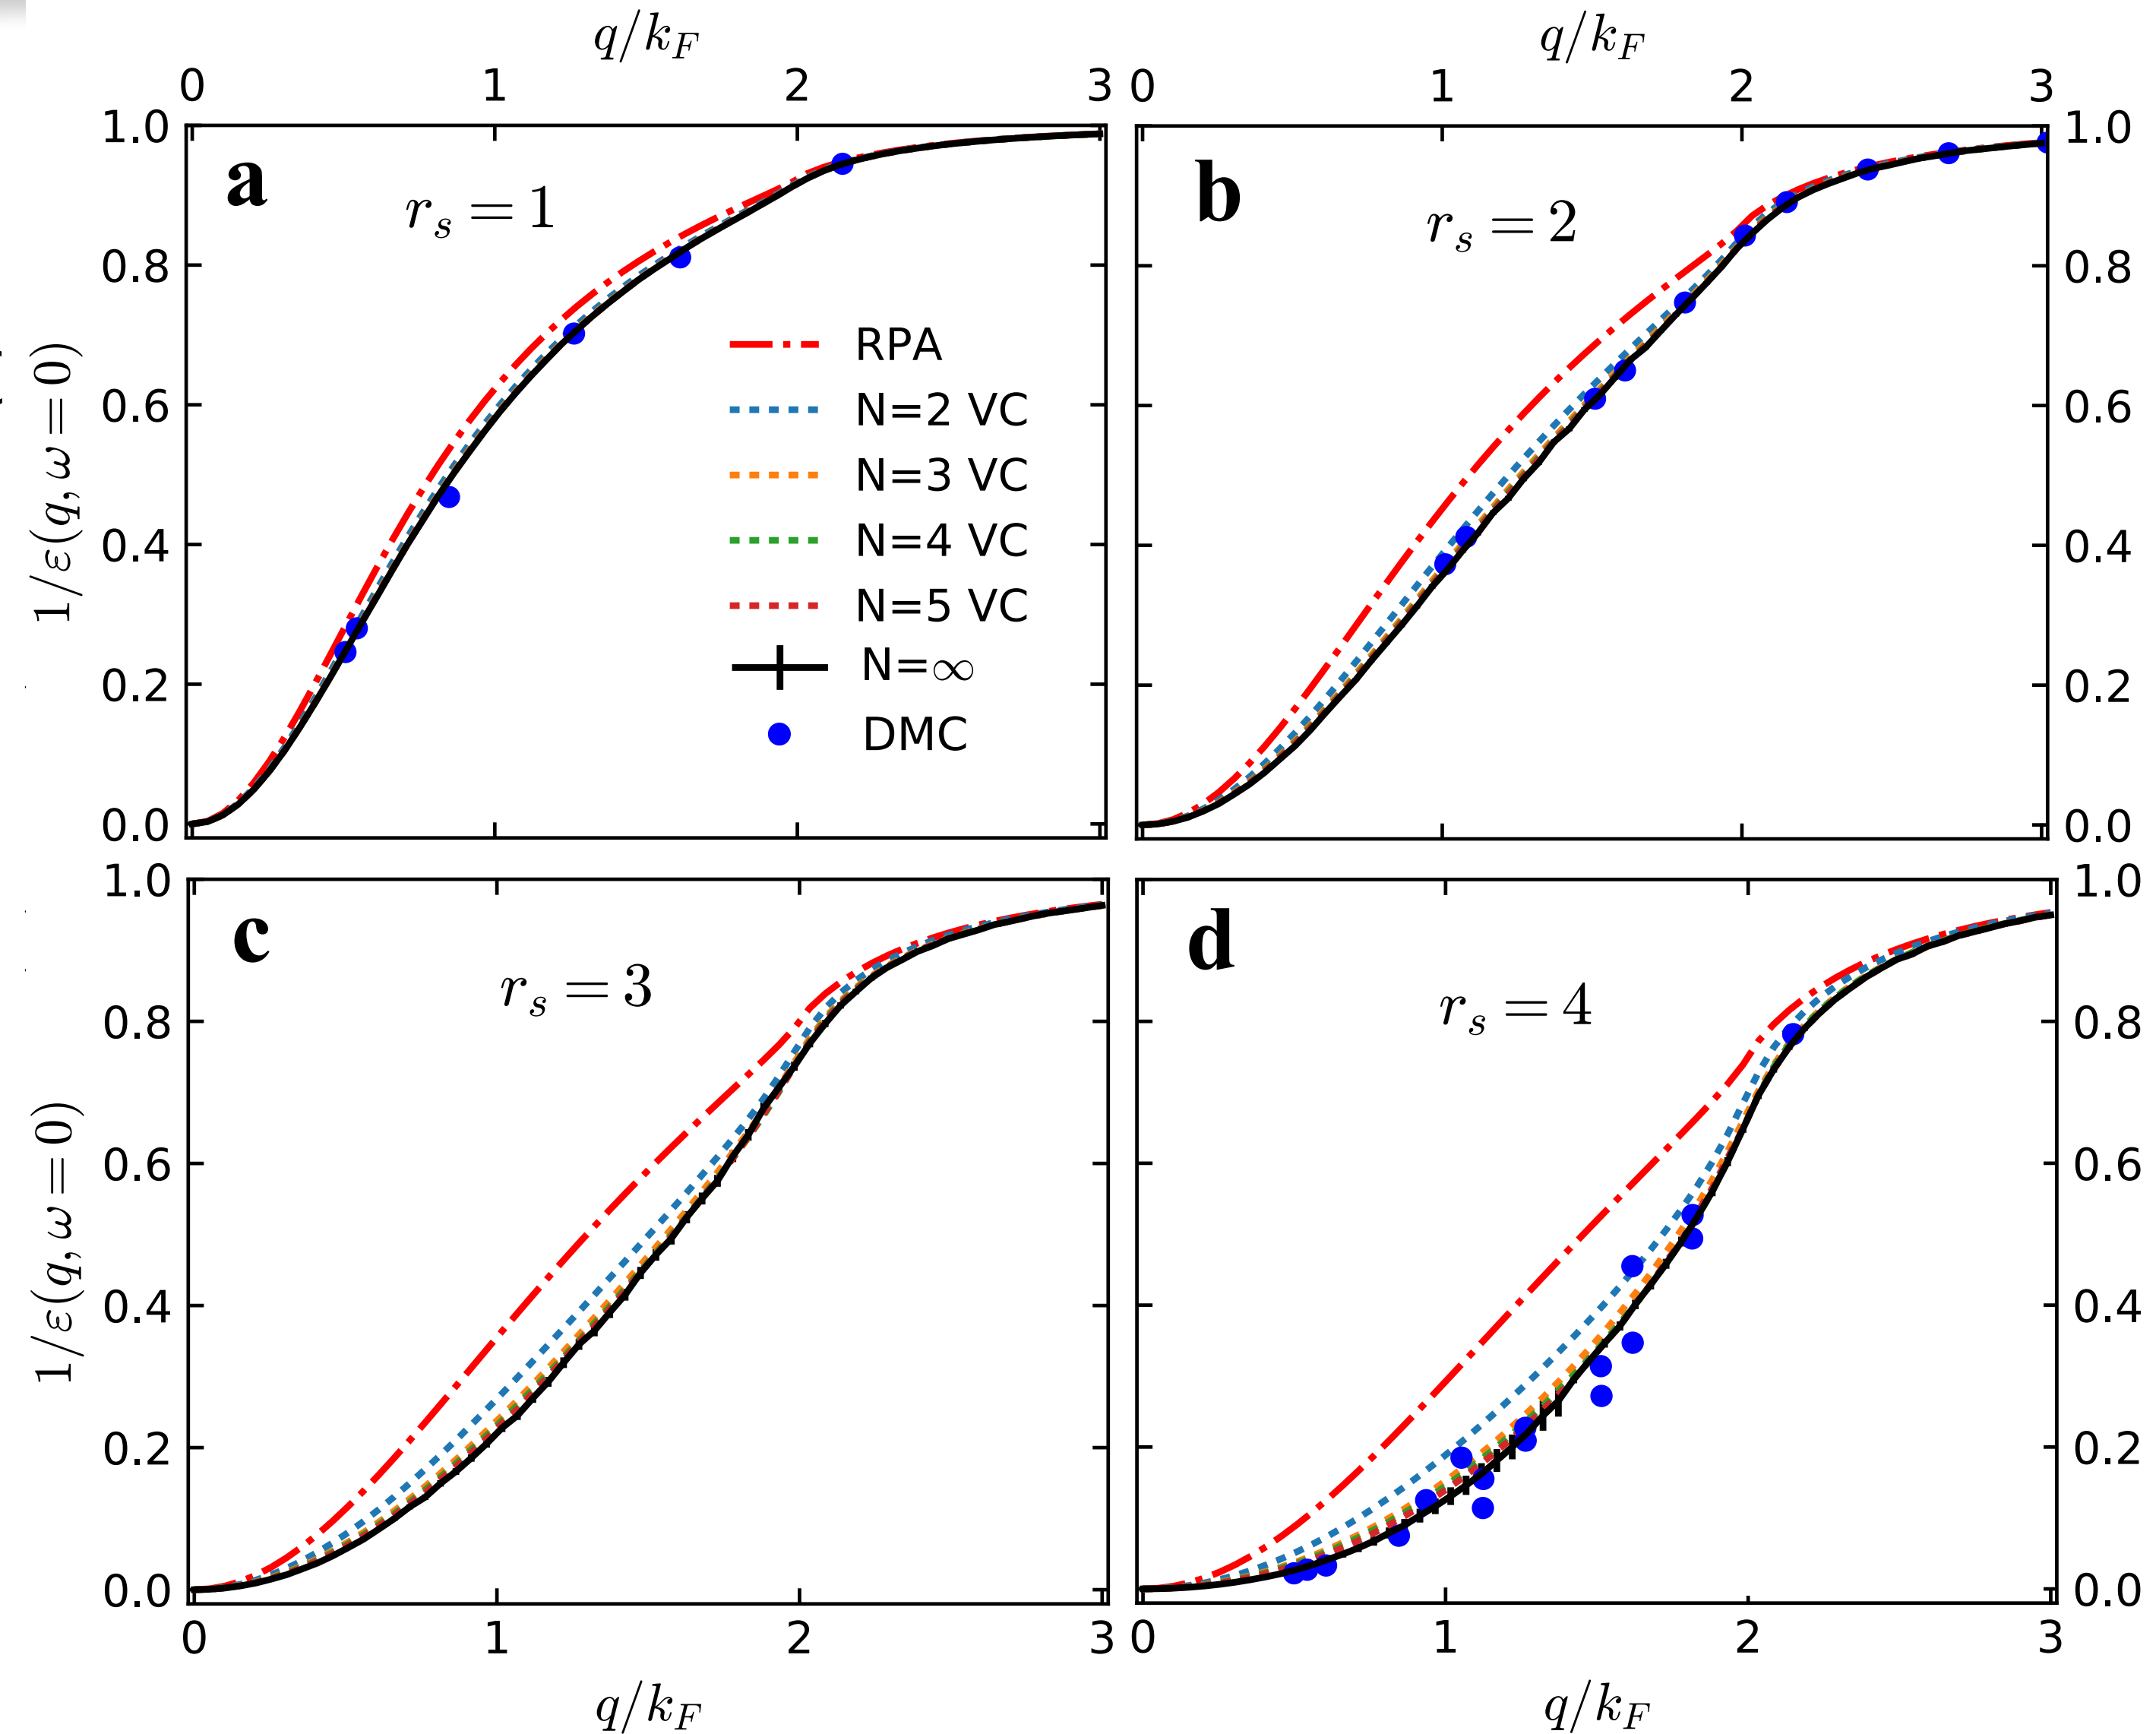 q/k_F q/k_F
0 1 2 3 0 1 2 3
1.0 a r_s = 1 b r_s = 2 1.0
0.8 0.8
0.6 0.6
0.4 0.4
0.2 0.2
0.0 0.0
1/ε(q, ω = 0)
RPA
N=2 VC
N=3 VC
N=4 VC
N=5 VC
N=∞
DMC
1.0 c r_s = 3 d r_s = 4 1.0
0.8 0.8
0.6 0.6
0.4 0.4
0.2 0.2
0.0 0.0
1/ε(q, ω = 0)
0 1 2 3 0 1 2 3
q/k_F q/k_F